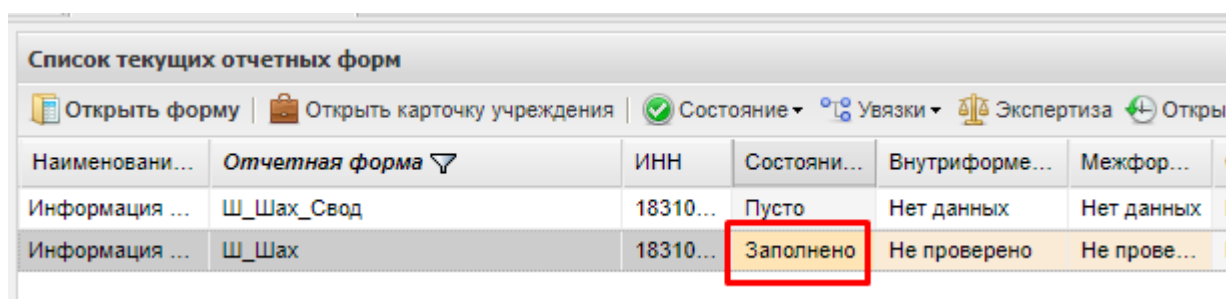 Список текущих отчетных форм
Открыть форму Открыть карточку учреждения Состояние Увязки Экспертиза Откры
Наименовани... Отчетная форма ИНН Состояни... Внутриформе... Межфор...
Информация ... Ш_Шах_Свод 18310... Пусто Нет данных Нет данных
Информация ... Ш_Шах 18310... Заполнено Не проверено Не прове...